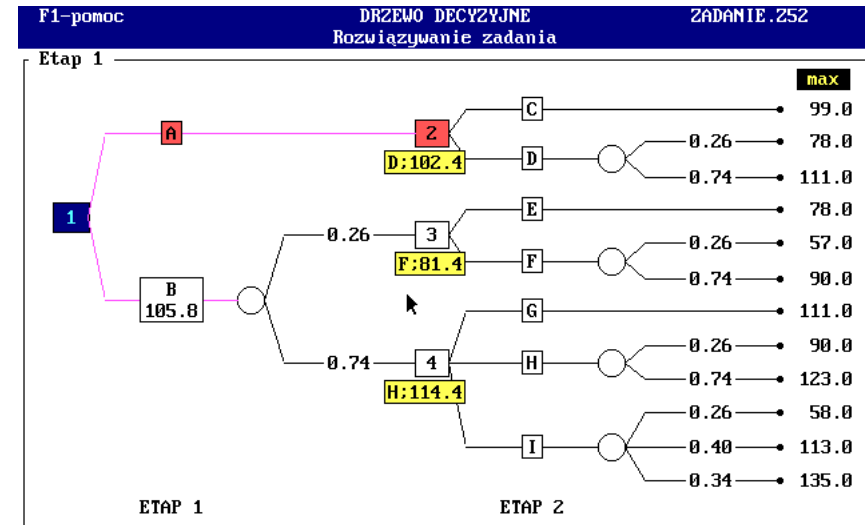 F1-pomoc DRZEWO DECYZYJNE ZADANIE.Z52
Rozwiązywanie zadania
Etap 1
max
C 99.0
A 2 0.26 78.0
D;102.4 D
0.74 111.0
E 78.0
1 0.26 3 0.26 57.0
F;81.4 F
0.74 90.0
B
105.8
G 111.0
0.26 90.0
0.74 4 H
0.74 123.0
H;114.4
0.26 58.0
I 0.40 113.0
0.34 135.0
ETAP 1 ETAP 2